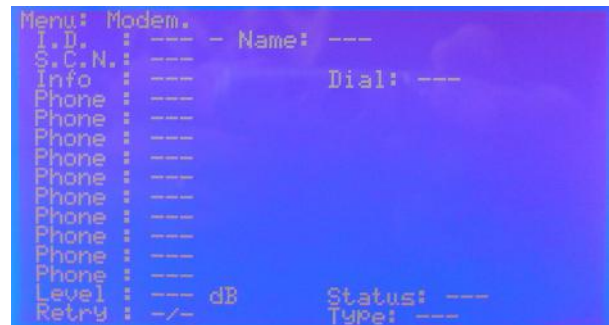 Menu: Modem.
I.D. : --- - Name: ---
S.C.N.: ---
Info : --- Dial: ---
Phone : ---
Phone : ---
Phone : ---
Phone : ---
Phone : ---
Phone : ---
Phone : ---
Phone : ---
Phone : ---
Phone : ---
Level : --- dB Status: ---
Retry : -/- Type: ---